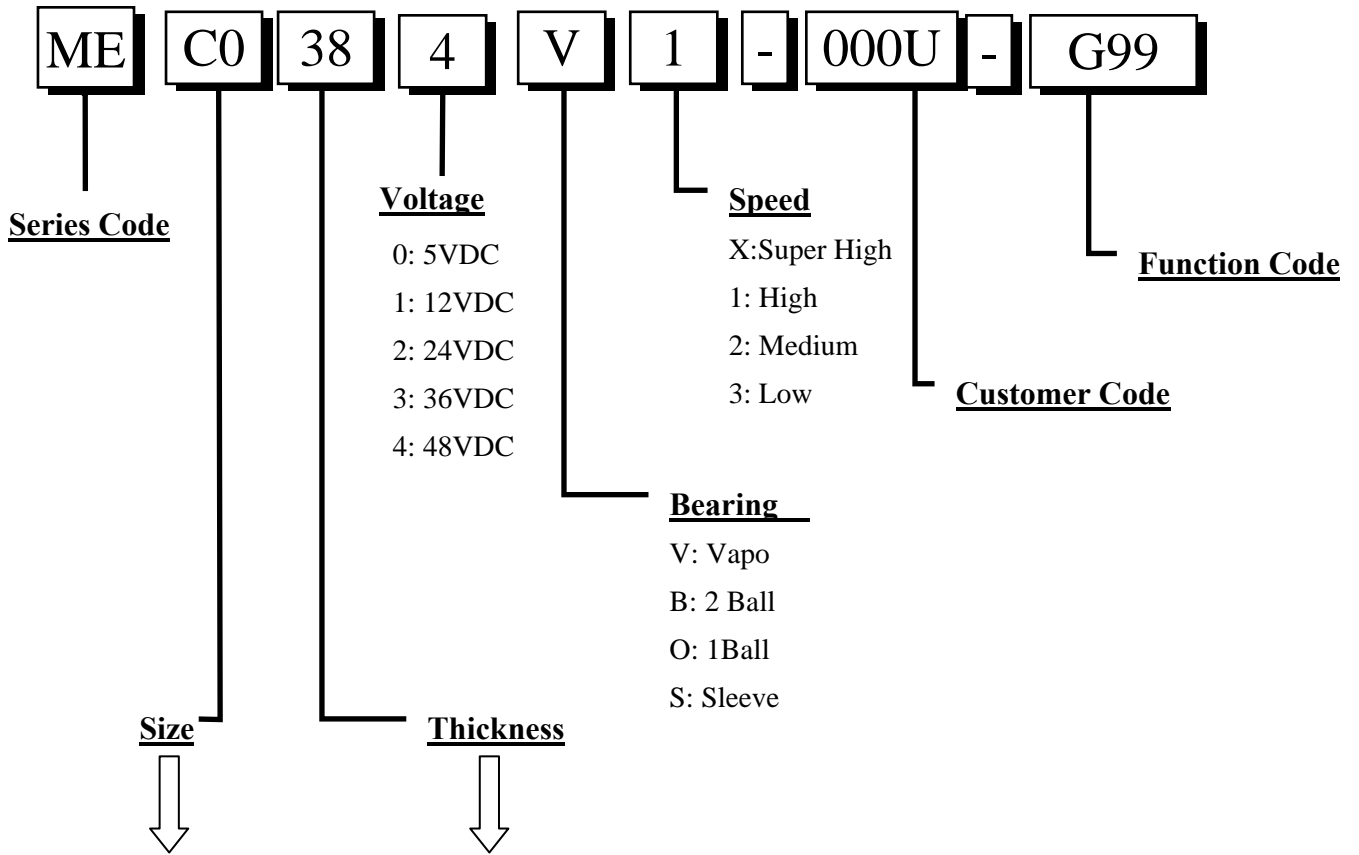 ME C0 38 4 V 1 - 000U - G99
Series Code
Voltage
0: 5VDC
1: 12VDC
2: 24VDC
3: 36VDC
4: 48VDC
Speed
X:Super High
1: High
2: Medium
3: Low
Function Code
Customer Code
Bearing
V: Vapo
B: 2 Ball
O: 1Ball
S: Sleeve
Size
Thickness